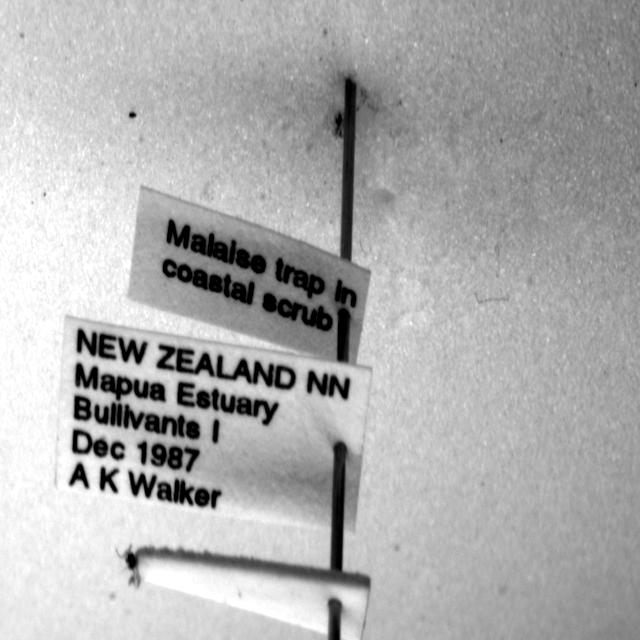 Malaise trap in
coastal scrub
NEW ZEALAND NN
Mapua Estuary
Bullivants I
Dec 1987
A K Walker